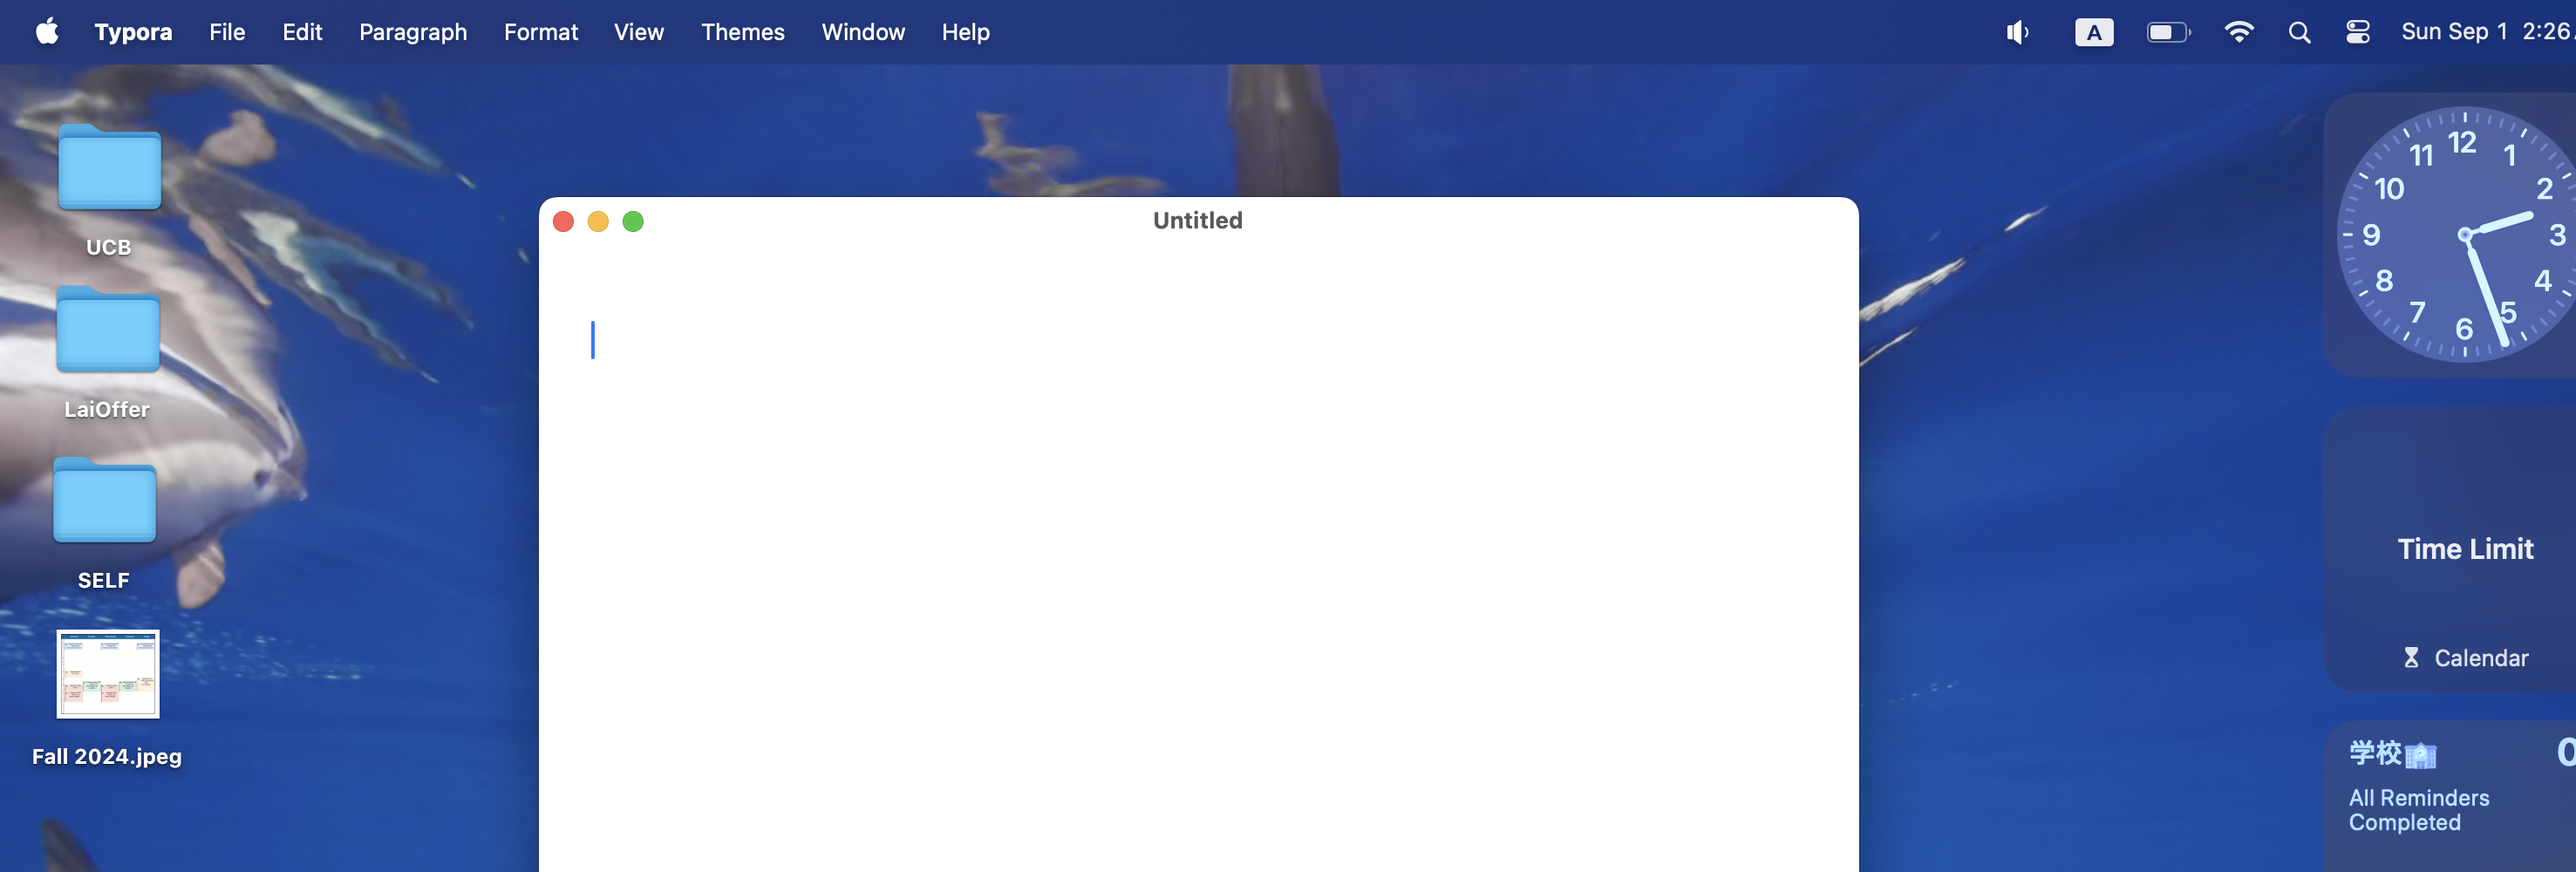 Typora File Edit Paragraph Format View Themes Window Help A Sun Sep 1 2:26
UCB
LaiOffer
SELF
Fall 2024.jpeg
Untitled
12
1
2
3
4
5
6
7
8
9
10
11
Time Limit
Calendar
学校 0
All Reminders
Completed